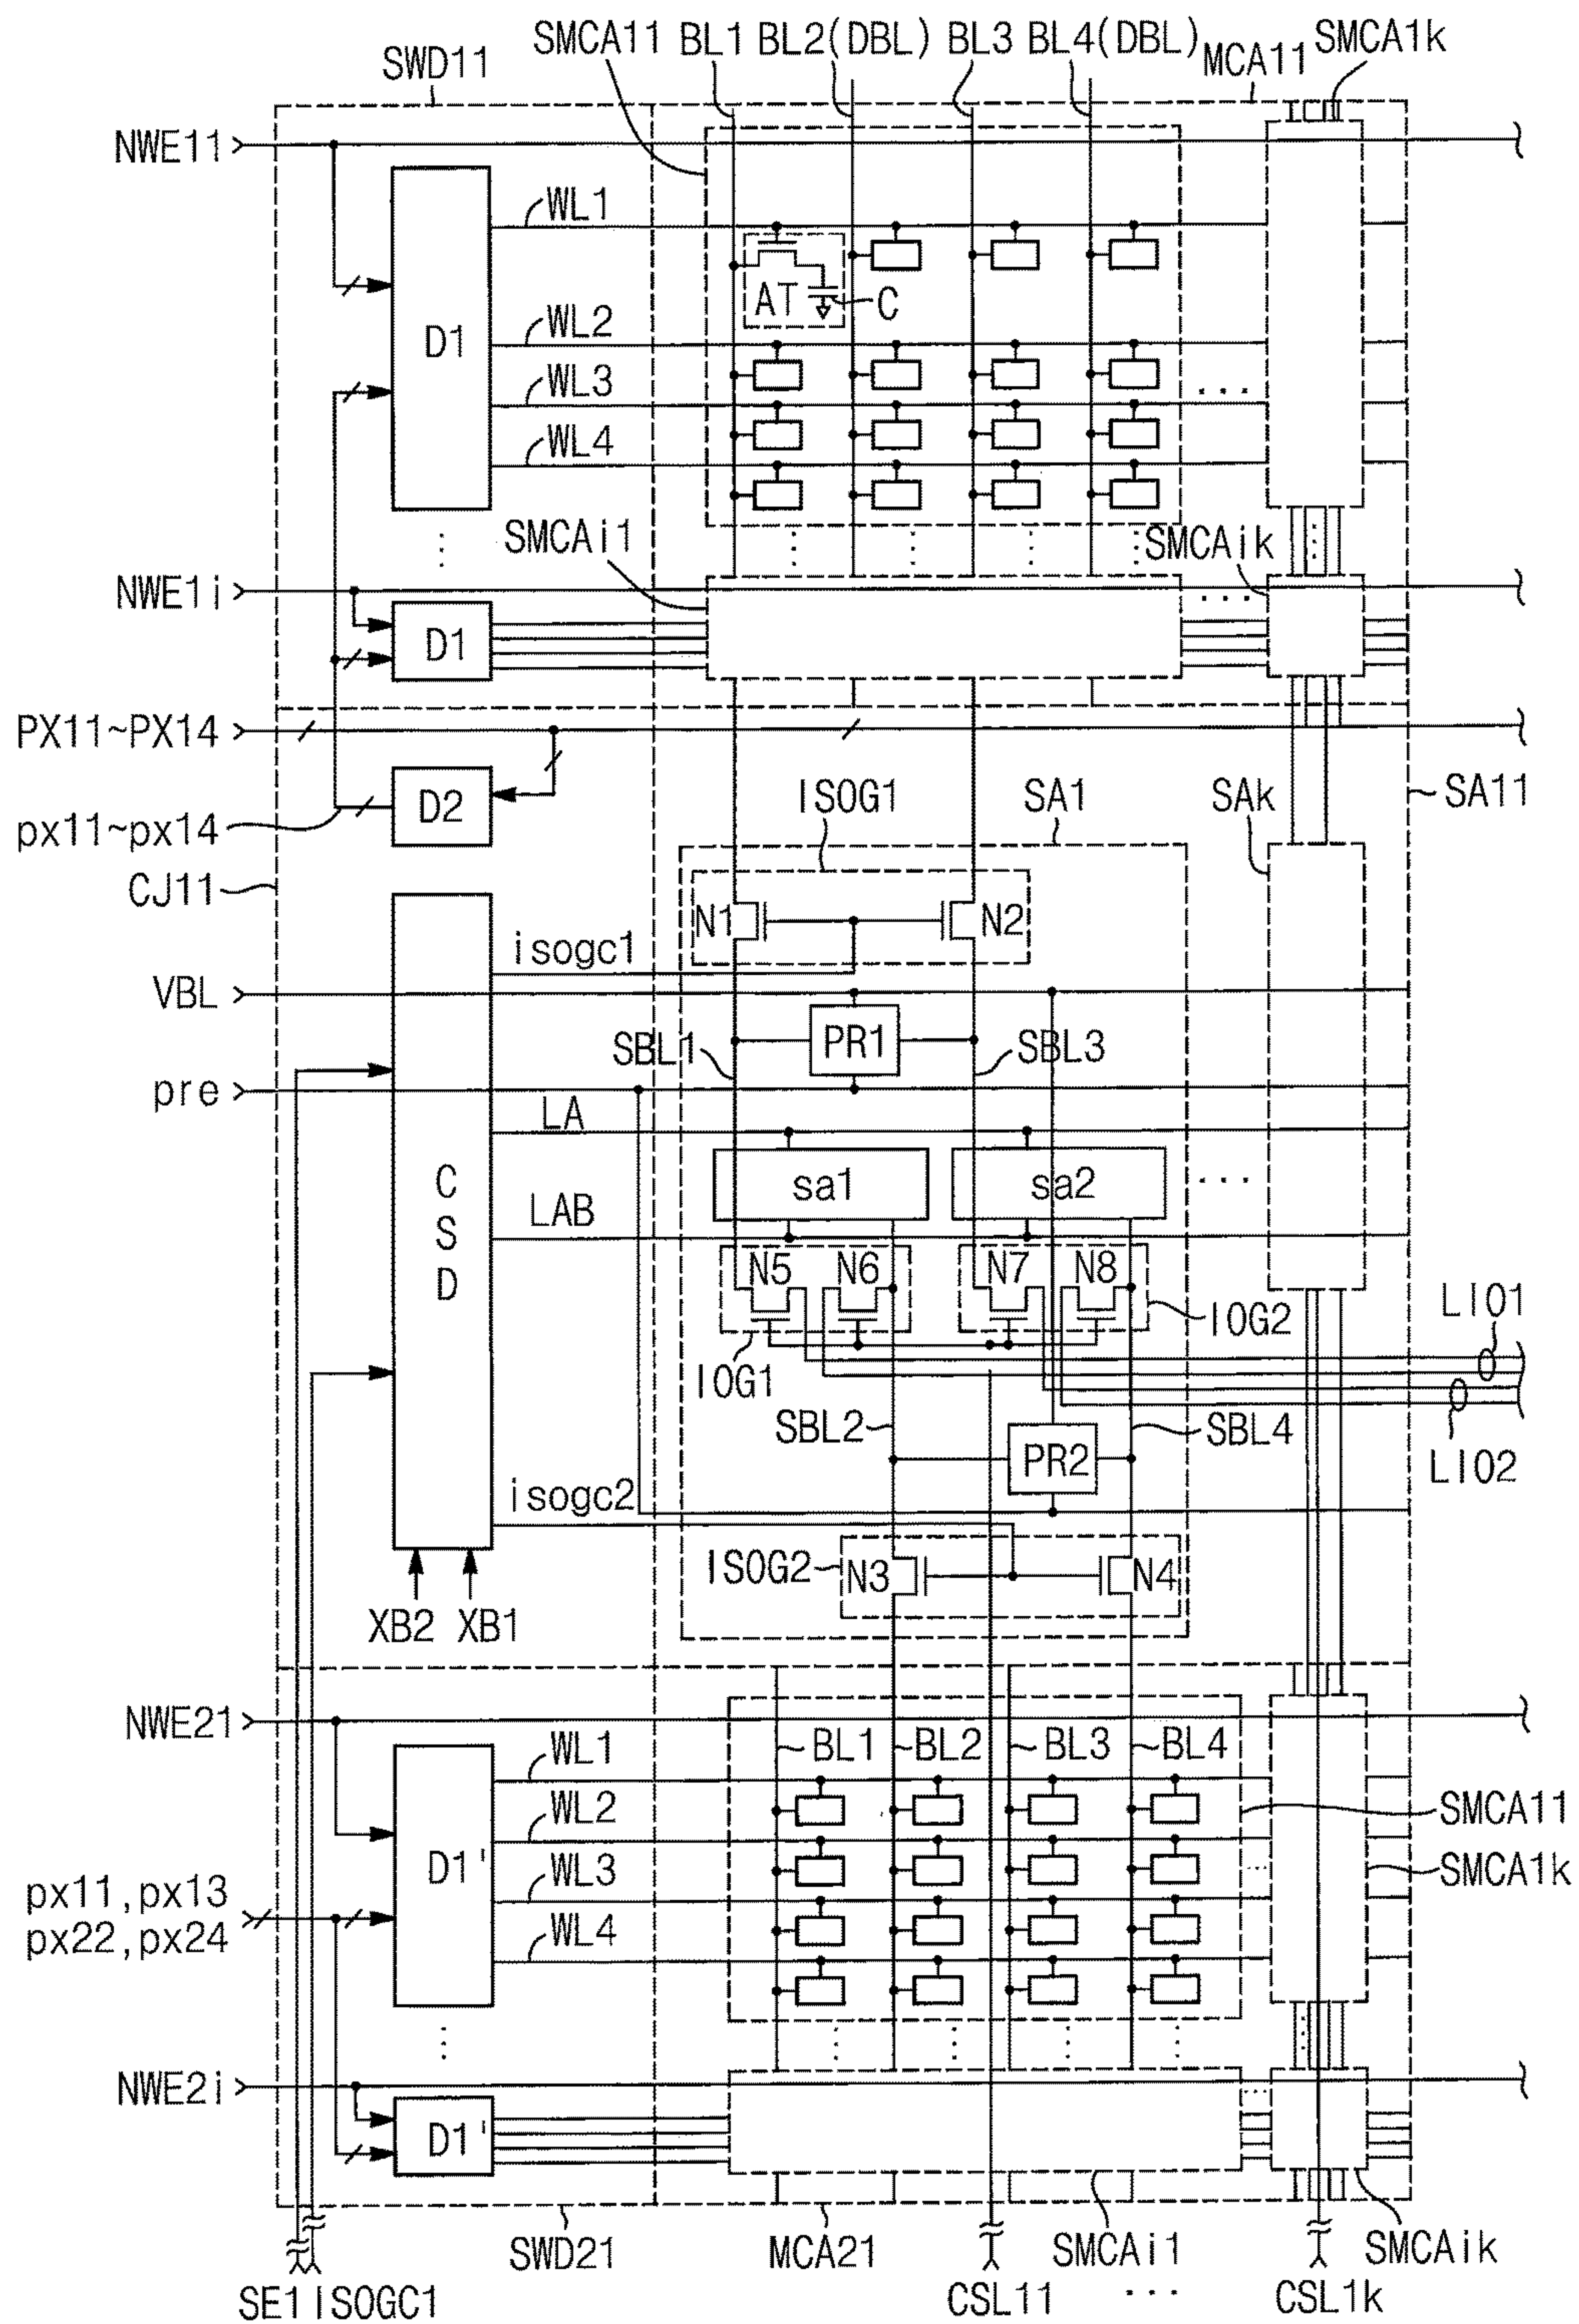 SMCA11 BL1 BL2(DBL) BL3 BL4(DBL) MCA11 SMCA1k
SWD11
NWE11
WL1
AT C
WL2
D1
WL3
WL4
SMCAi1
SMCAik
NWE1i
D1
PX11~PX14
ISOG1 SA1 SAk SA11
D2
px11~px14
CJ11
N1 N2
isogc1
VBL
PR1
SBL1 SBL3
pre
LA
CSD
sa1 sa2
LAB
N5 N6 N7 N8
LIO1
IOG2
IOG1
SBL2 SBL4
PR2
LIO2
isogc2
ISOG2 N3 N4
XB2 XB1
NWE21
WL1 BL1 BL2 BL3 BL4
WL2 SMCA11
D1'
WL3 SMCA1k
px11,px13
px22,px24
WL4
NWE2i
D1'
SWD21 MCA21 SMCAi1 SMCAik
SE1 ISOGC1 CSL11 ... CSL1k